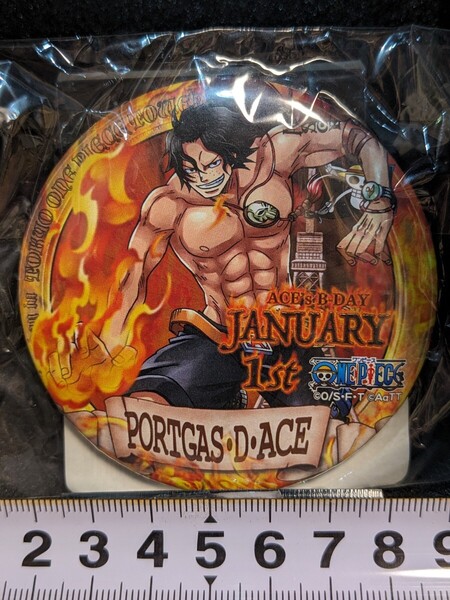 TOKYO ONE PIECE TOWER
ACE's B-DAY
JANUARY
1st
ONE PIECE
©O/S・F・T ©AdTT
PORTGAS・D・ACE
2 3 4 5 6 7 8 9